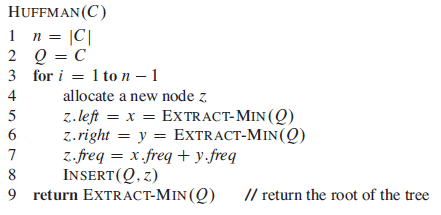 HUFFMAN(C)
1 n = |C|
2 Q = C
3 for i = 1 to n − 1
4 allocate a new node z
5 z.left = x = EXTRACT-MIN(Q)
6 z.right = y = EXTRACT-MIN(Q)
7 z.freq = x.freq + y.freq
8 INSERT(Q, z)
9 return EXTRACT-MIN(Q) // return the root of the tree